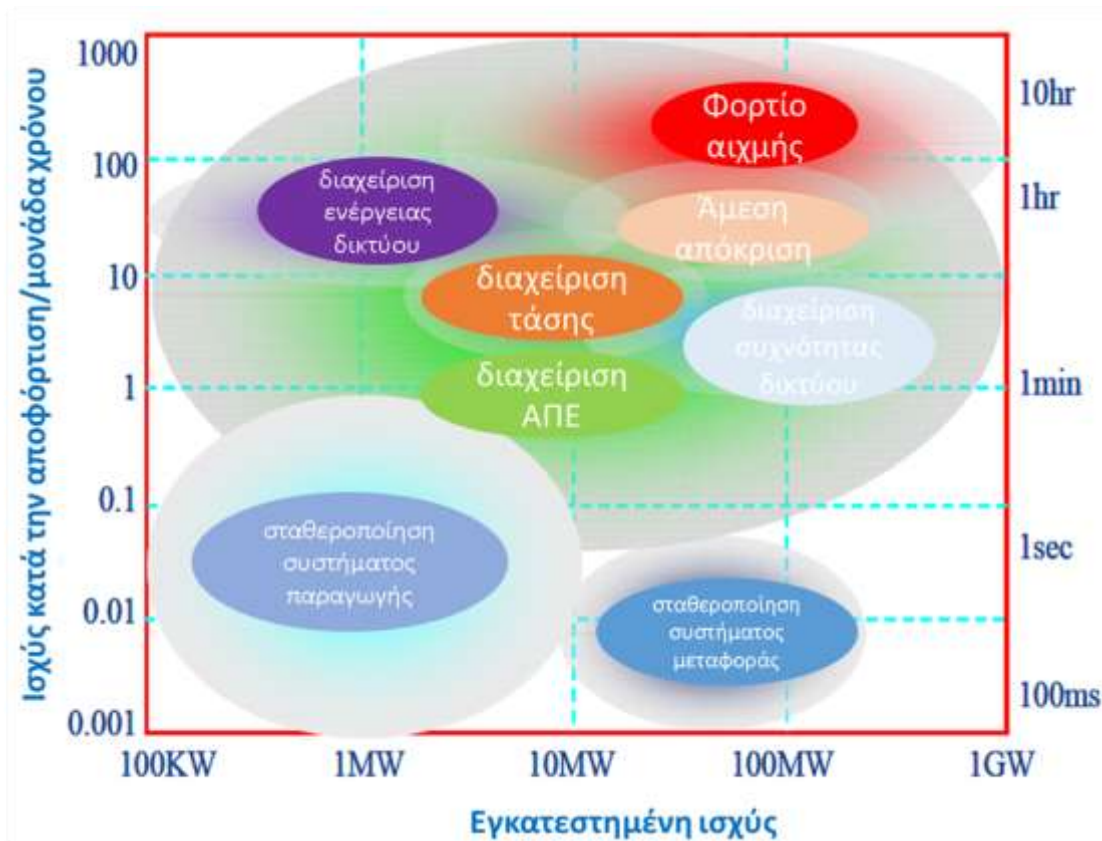 Ισχύς κατά την αποφόρτιση/μονάδα χρόνου
1000
100
10
1
0.1
0.01
0.001
Φορτίο
αιχμής
διαχείριση
ενέργειας
δικτύου
Άμεση
απόκριση
διαχείριση
τάσης
διαχείριση
συχνότητας
δικτύου
διαχείριση
ΑΠΕ
σταθεροποίηση
συστήματος
παραγωγής
σταθεροποίηση
συστήματος
μεταφοράς
10hr
1hr
1min
1sec
100ms
100KW
1MW
10MW
100MW
1GW
Εγκατεστημένη ισχύς